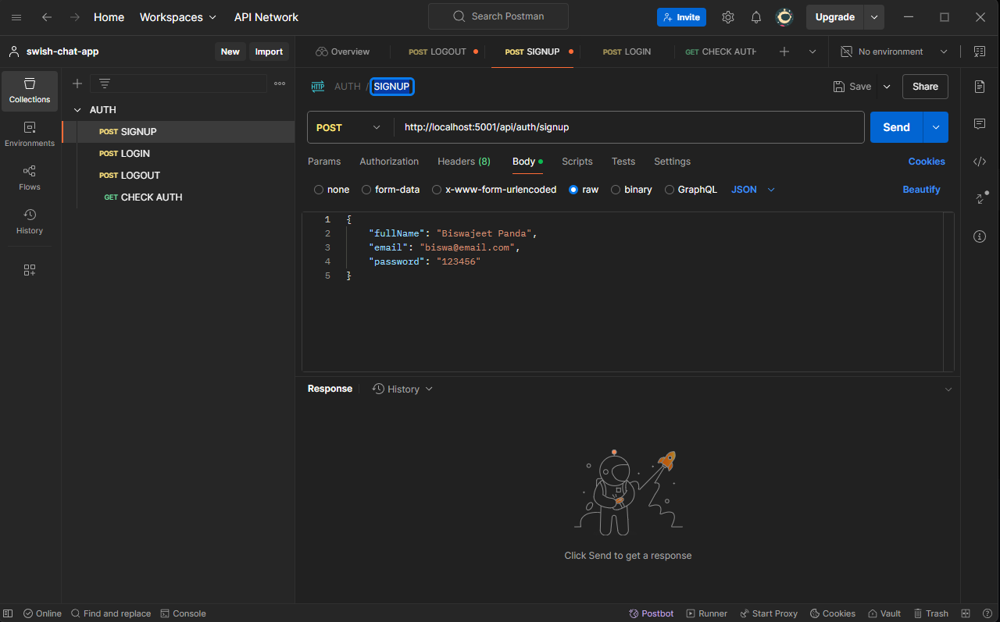 Home Workspaces API Network Search Postman Invite Upgrade
swish-chat-app New Import Overview POST LOGOUT POST SIGNUP POST LOGIN GET CHECK AUTH No environment
Collections
Environments
Flows
History
AUTH
POST SIGNUP
POST LOGIN
POST LOGOUT
GET CHECK AUTH
HTTP AUTH / SIGNUP Save Share
POST http://localhost:5001/api/auth/signup Send
Params Authorization Headers (8) Body Scripts Tests Settings Cookies
none form-data x-www-form-urlencoded raw binary GraphQL JSON Beautify
1 {
2 "fullName": "Biswajeet Panda",
3 "email": "biswa@email.com",
4 "password": "123456"
5 }
Response History
Click Send to get a response
Online Find and replace Console Postbot Runner Start Proxy Cookies Vault Trash